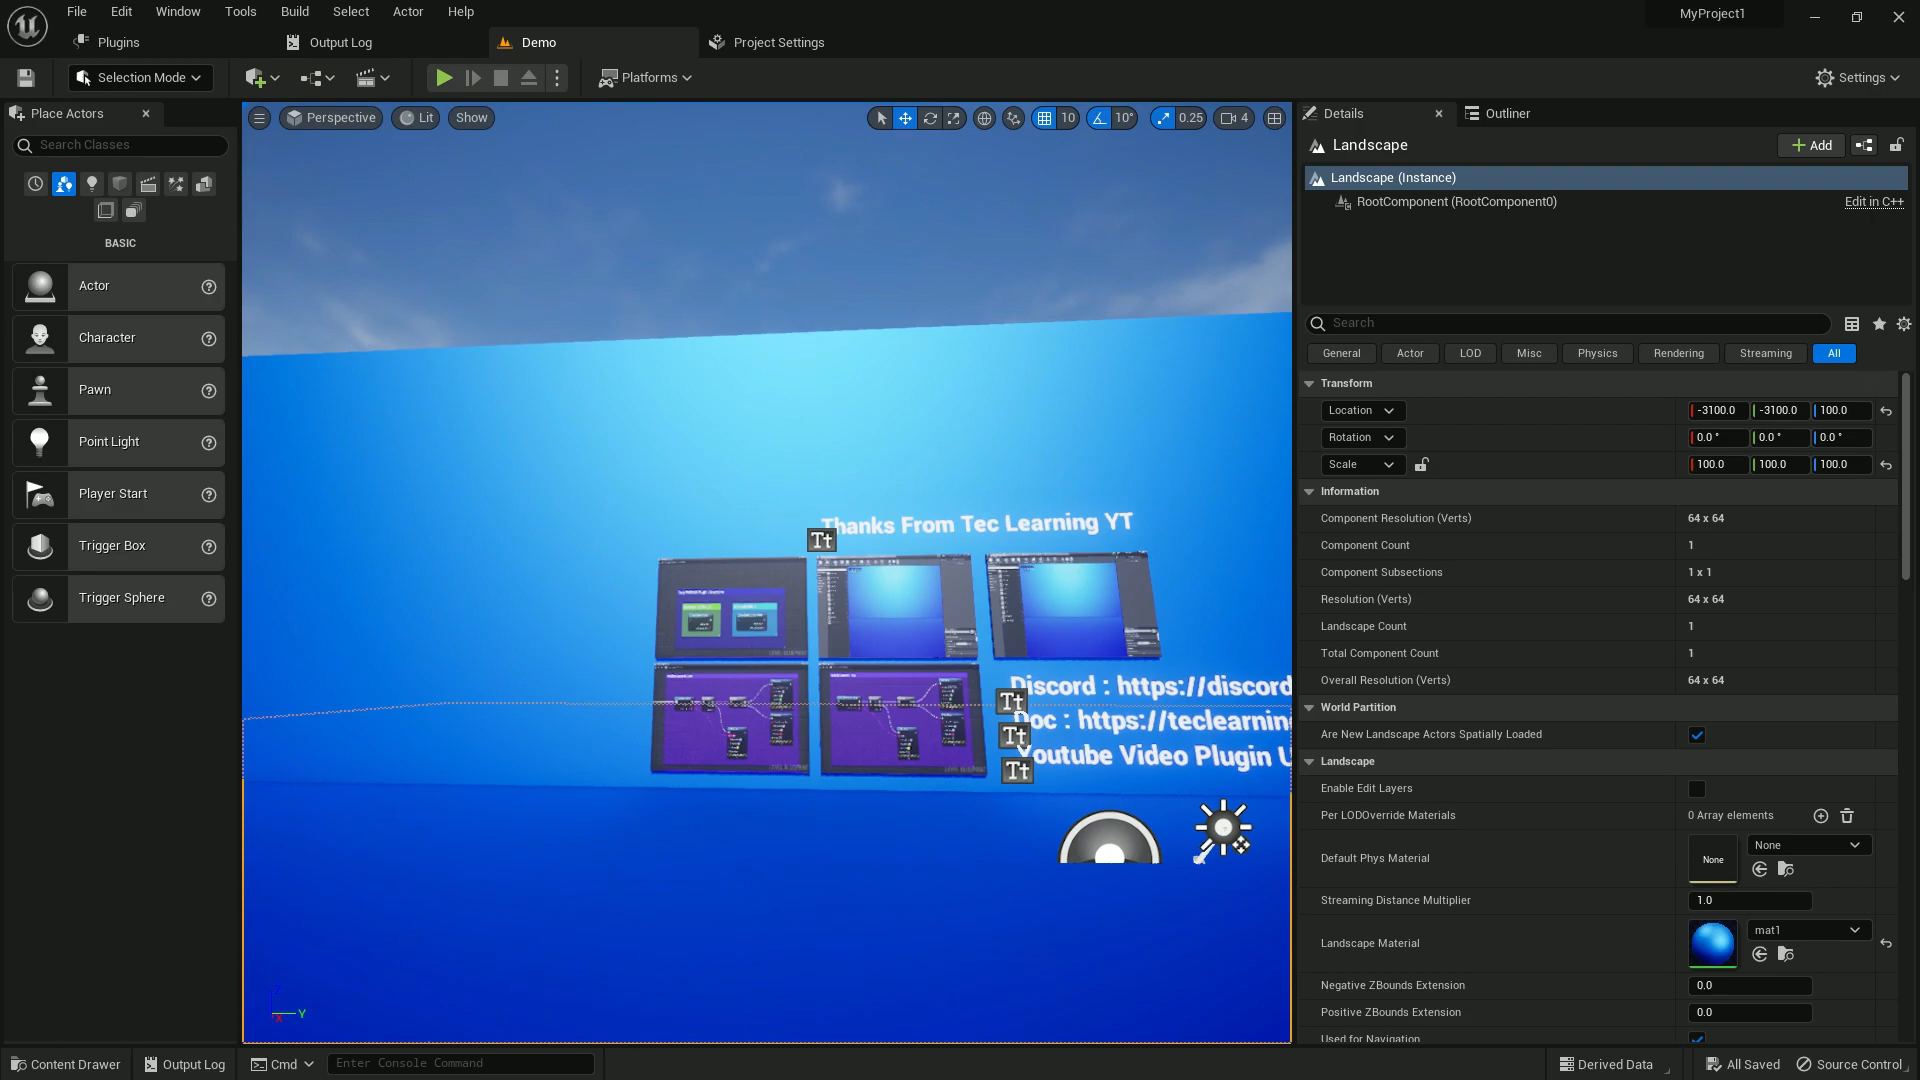 File Edit Window Tools Build Select Actor Help
MyProject1
Plugins
Output Log
Demo
Project Settings
Selection Mode
Platforms
Settings
Place Actors
Search Classes
BASIC
Actor
Character
Pawn
Point Light
Player Start
Trigger Box
Trigger Sphere
Perspective
Lit
Show
10
10°
0.25
4
Thanks From Tec Learning YT
Tt
Discord : https://discord
Tt
Doc : https://teclearnin
Tt
Youtube Video Plugin U
Tt
Z
X
Y
Details
Outliner
Landscape
Add
Landscape (Instance)
RootComponent (RootComponent0)
Edit in C++
Search
General Actor LOD Misc Physics Rendering Streaming All
Transform
Location -3100.0 -3100.0 100.0
Rotation 0.0 ° 0.0 ° 0.0 °
Scale 100.0 100.0 100.0
Information
Component Resolution (Verts) 64 x 64
Component Count 1
Component Subsections 1 x 1
Resolution (Verts) 64 x 64
Landscape Count 1
Total Component Count 1
Overall Resolution (Verts) 64 x 64
World Partition
Are New Landscape Actors Spatially Loaded
Landscape
Enable Edit Layers
Per LODOverride Materials 0 Array elements
Default Phys Material None None
Streaming Distance Multiplier 1.0
Landscape Material mat1
Negative ZBounds Extension 0.0
Positive ZBounds Extension 0.0
Used for Navigation
Content Drawer
Output Log
Cmd
Enter Console Command
Derived Data
All Saved
Source Control